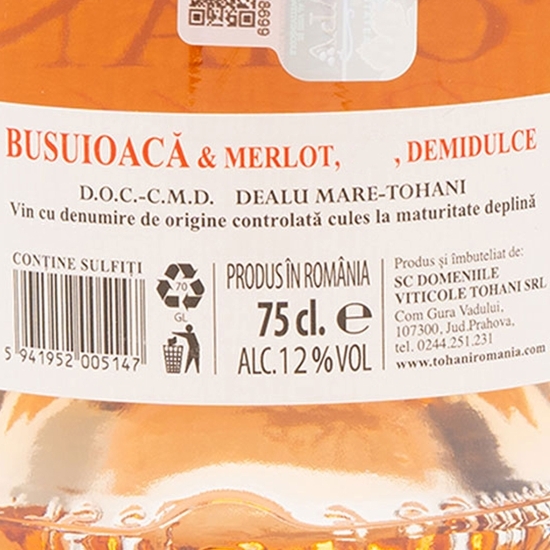 8699
BUSUIOACĂ & MERLOT, , DEMIDULCE
D.O.C.-C.M.D. DEALU MARE-TOHANI
Vin cu denumire de origine controlată cules la maturitate deplină
CONȚINE SULFIȚI
5 941952 005147
70
GL
PRODUS ÎN ROMÂNIA
75 cl. ℮
ALC. 12 % VOL
Produs și îmbuteliat de:
SC DOMENIILE
VITICOLE TOHANI SRL
Com Gura Vadului,
107300, Jud.Prahova,
tel. 0244.251.231
www.tohaniromania.com